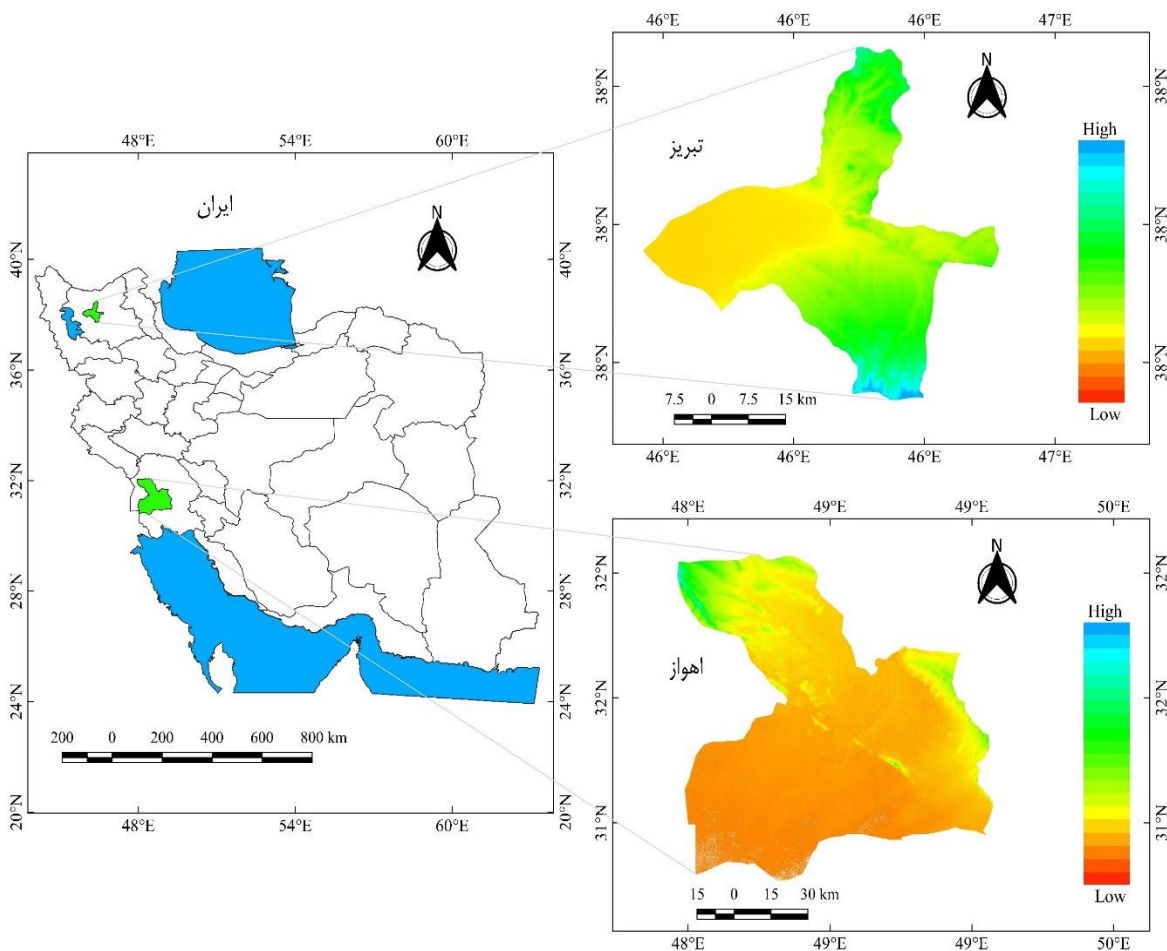 48°E 54°E 60°E
ایران
N
40°N
36°N
32°N
28°N
24°N
20°N
40°N
36°N
32°N
28°N
24°N
20°N
200 0 200 400 600 800 km
48°E 54°E 60°E
46°E 46°E 46°E 47°E
تبریز
N
High
Low
38°N
38°N
38°N
38°N
38°N
38°N
7.5 0 7.5 15 km
46°E 46°E 46°E 47°E
48°E 49°E 49°E 50°E
اهواز
N
High
Low
32°N
32°N
31°N
32°N
32°N
31°N
15 0 15 30 km
48°E 49°E 49°E 50°E